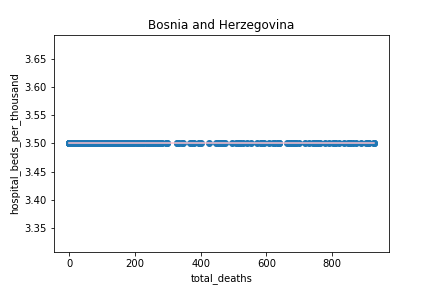 Bosnia and Herzegovina
hospital_beds_per_thousand
3.65
3.60
3.55
3.50
3.45
3.40
3.35
0 200 400 600 800
total_deaths